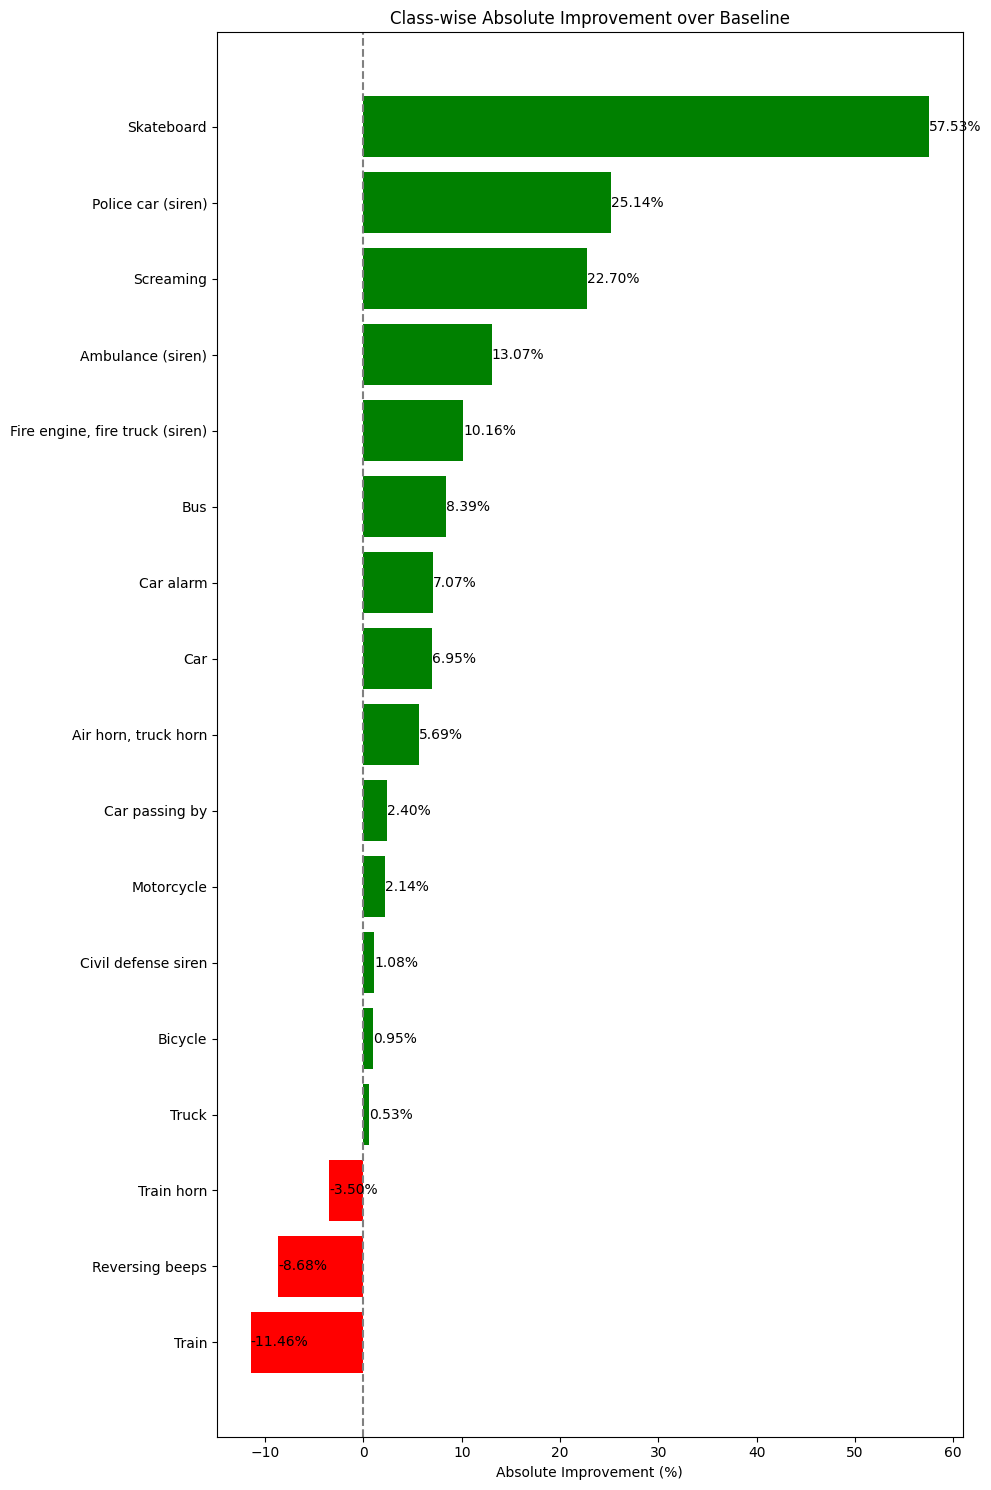 Class-wise Absolute Improvement over Baseline
Skateboard 57.53%
Police car (siren) 25.14%
Screaming 22.70%
Ambulance (siren) 13.07%
Fire engine, fire truck (siren) 10.16%
Bus 8.39%
Car alarm 7.07%
Car 6.95%
Air horn, truck horn 5.69%
Car passing by 2.40%
Motorcycle 2.14%
Civil defense siren 1.08%
Bicycle 0.95%
Truck 0.53%
Train horn -3.50%
Reversing beeps -8.68%
Train -11.46%
−10 0 10 20 30 40 50 60
Absolute Improvement (%)